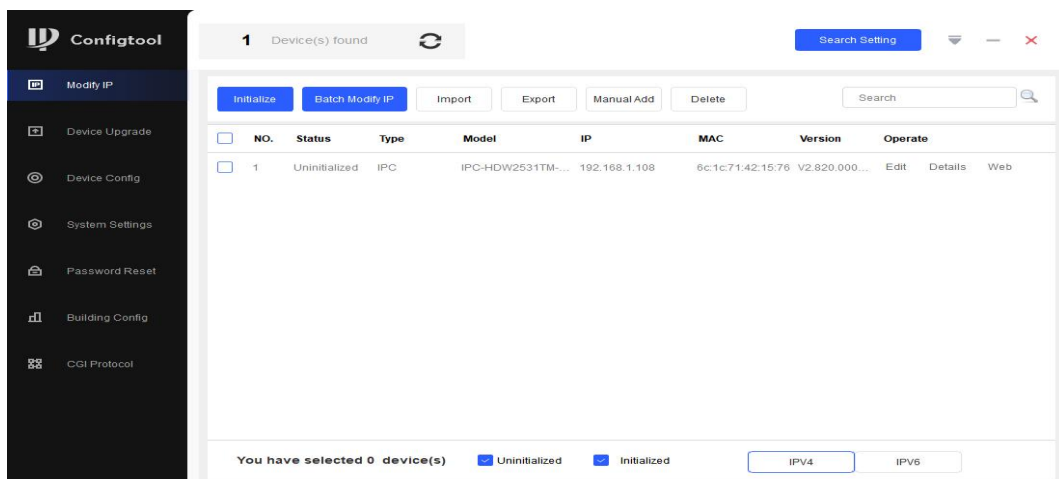 Configtool
1 Device(s) found
Search Setting
Modify IP
Device Upgrade
Device Config
System Settings
Password Reset
Building Config
CGI Protocol
Initialize Batch Modify IP Import Export Manual Add Delete Search
NO. Status Type Model IP MAC Version Operate
1 Uninitialized IPC IPC-HDW2531TM-... 192.168.1.108 6c:1c:71:42:15:76 V2.820.000... Edit Details Web
You have selected 0 device(s) Uninitialized Initialized IPV4 IPV6